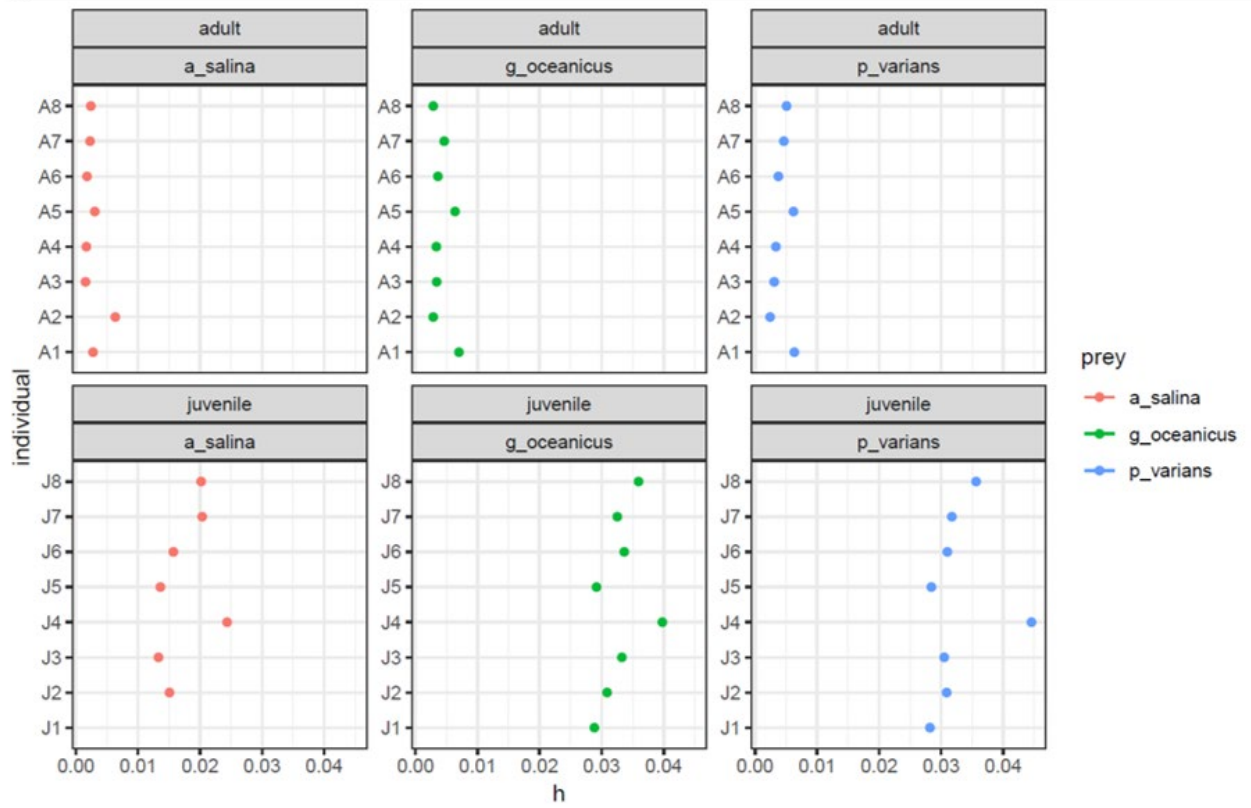 adult adult adult
a_salina g_oceanicus p_varians
A8 A8 A8
A7 A7 A7
A6 A6 A6
A5 A5 A5
A4 A4 A4
A3 A3 A3
A2 A2 A2
A1 A1 A1
individual
juvenile juvenile juvenile
a_salina g_oceanicus p_varians
J8 J8 J8
J7 J7 J7
J6 J6 J6
J5 J5 J5
J4 J4 J4
J3 J3 J3
J2 J2 J2
J1 J1 J1
0.00 0.01 0.02 0.03 0.04 0.00 0.01 0.02 0.03 0.04 0.00 0.01 0.02 0.03 0.04
h
prey
a_salina
g_oceanicus
p_varians